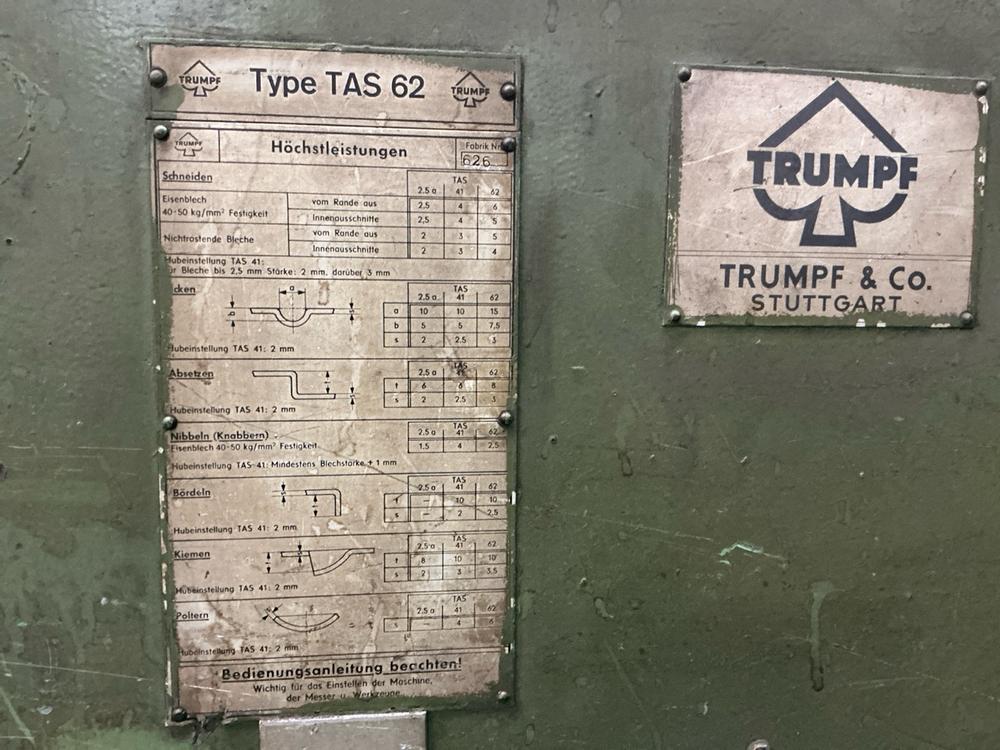 TRUMPF Type TAS 62 TRUMPF
TRUMPF Höchstleistungen Fabrik Nr.
626
Schneiden TAS
2.5 a 41 62
Eisenblech vom Rande aus 2,5 4 6
40-50 kg/mm² Festigkeit Innenausschnitte 2,5 4 5
Nichtrostende Bleche vom Rande aus 2 3 5
Innenausschnitte 2 3 4
Hubeinstellung TAS 41:
für Bleche bis 2,5 mm Stärke: 2 mm, darüber 3 mm
cken TAS
a 2.5 a 41 62
a 10 10 15
b b 5 5 7,5
s s 2 2.5 3
Hubeinstellung TAS 41: 2 mm
Absetzen TAS
2.5 a 41 62
t t 6 6 8
s s 2 2.5 3
Hubeinstellung TAS 41: 2 mm
Nibbeln (Knabbern) TAS
2.5 a 41 62
Eisenblech 40-50 kg/mm² Festigkeit 1.5 4 2,5
Hubeinstellung TAS 41: Mindestens Blechstärke + 1 mm
Bördeln TAS
2.5 a 41 62
- 10 10
s - 2 2,5
Hubeinstellung TAS 41: 2 mm
Kiemen TAS
2.5 a 41 62
t t 8 10 10
s 2 3 3.5
Hubeinstellung TAS 41: 2 mm
Poltern TAS
2.5 a 41 62
s - 4 6
Hubeinstellung TAS 41: 2 mm
Bedienungsanleitung beachten!
Wichtig für das Einstellen der Maschine,
der Messer u. Werkzeuge
TRUMPF
TRUMPF & Co.
STUTTGART